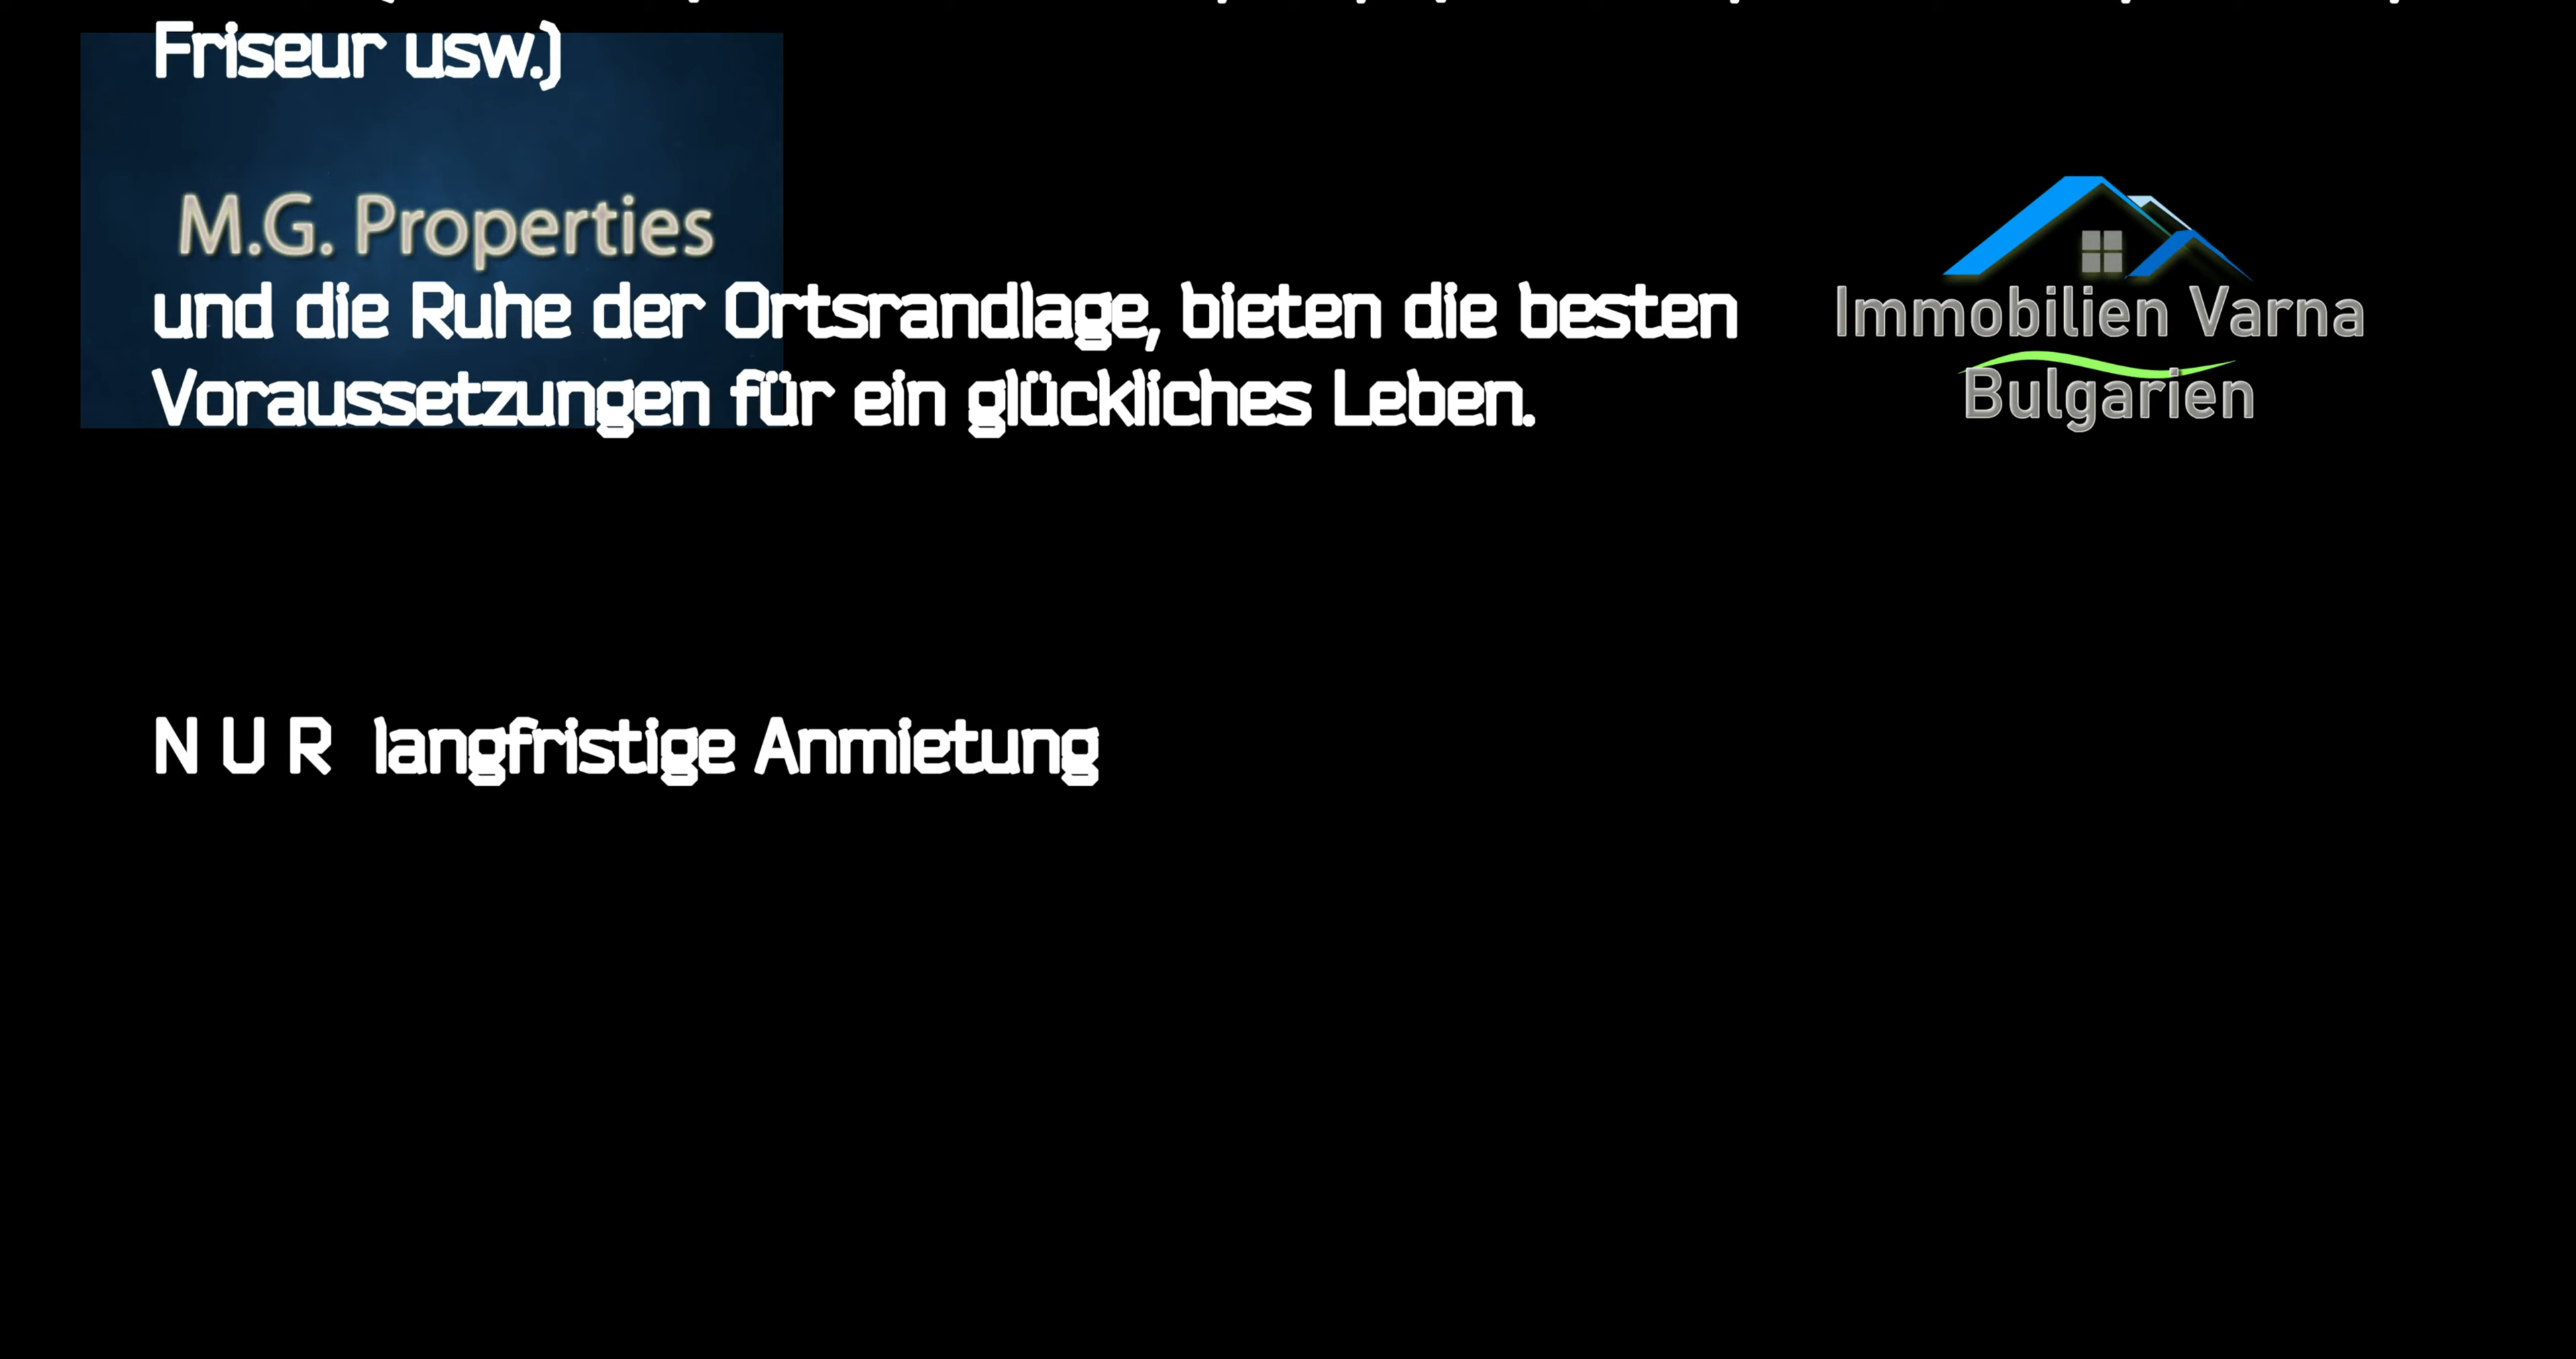 Friseur usw.)
M.G. Properties
und die Ruhe der Ortsrandlage, bieten die besten
Voraussetzungen für ein glückliches Leben.
Immobilien Varna
Bulgarien
N U R langfristige Anmietung